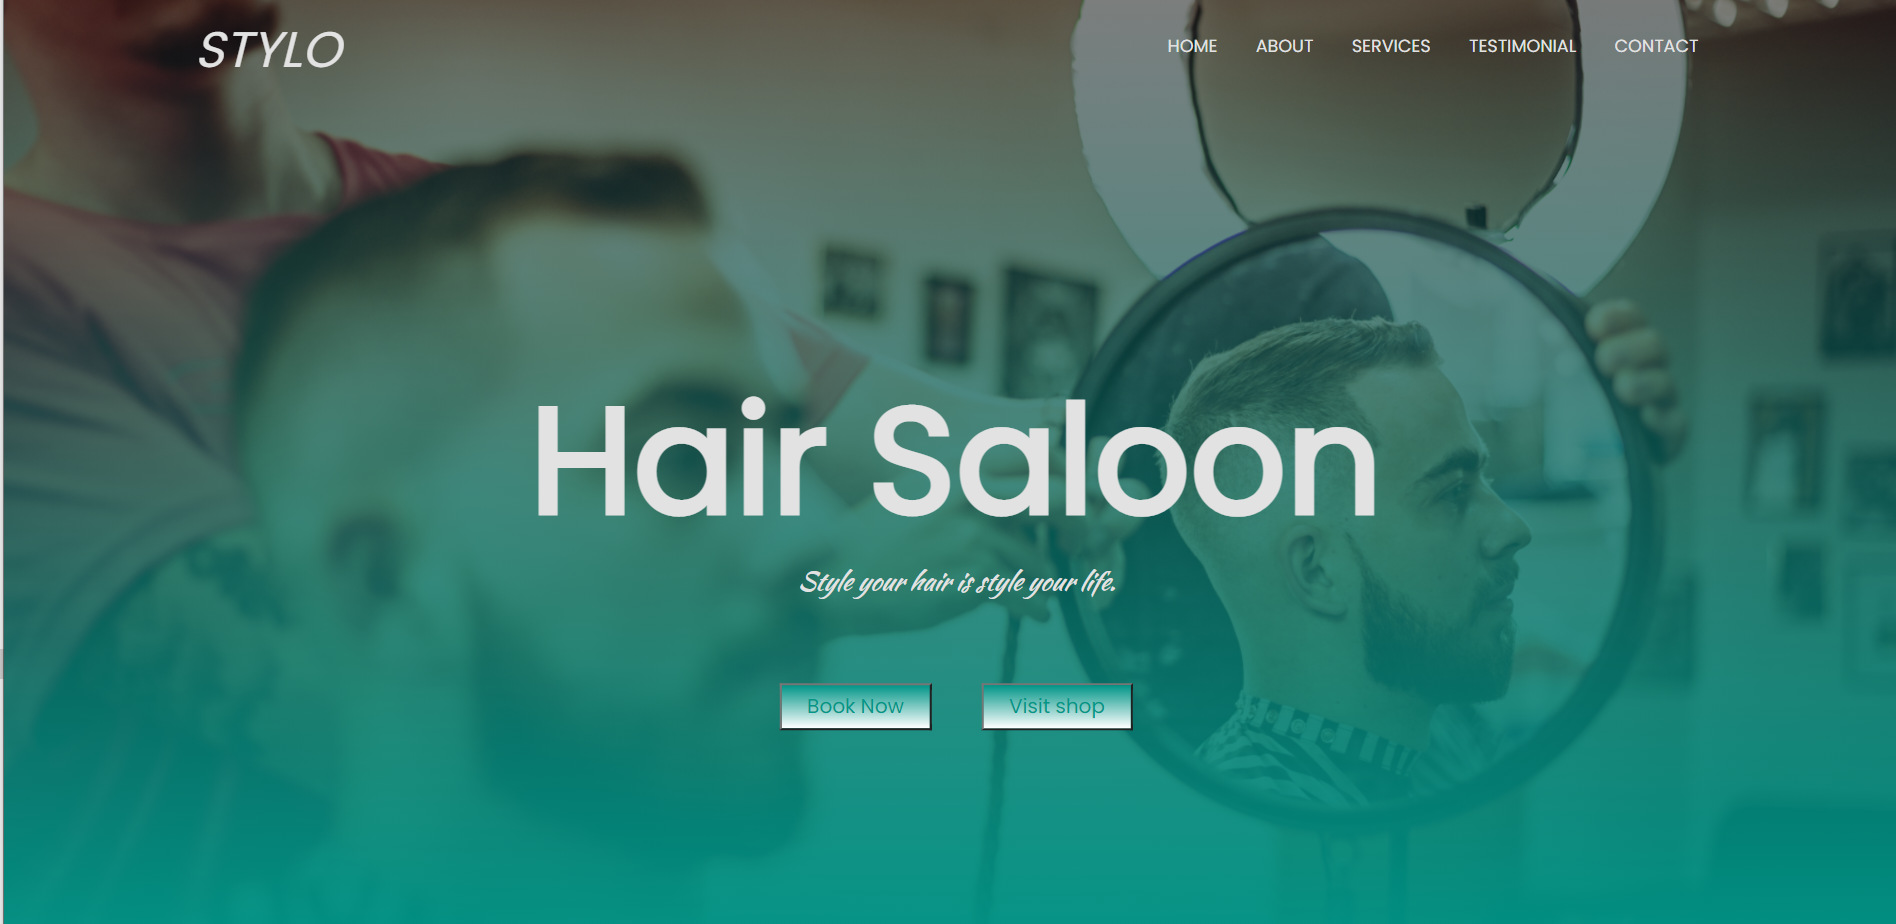 STYLO
HOME ABOUT SERVICES TESTIMONIAL CONTACT
Hair Saloon
Style your hair is style your life.
Book Now Visit shop